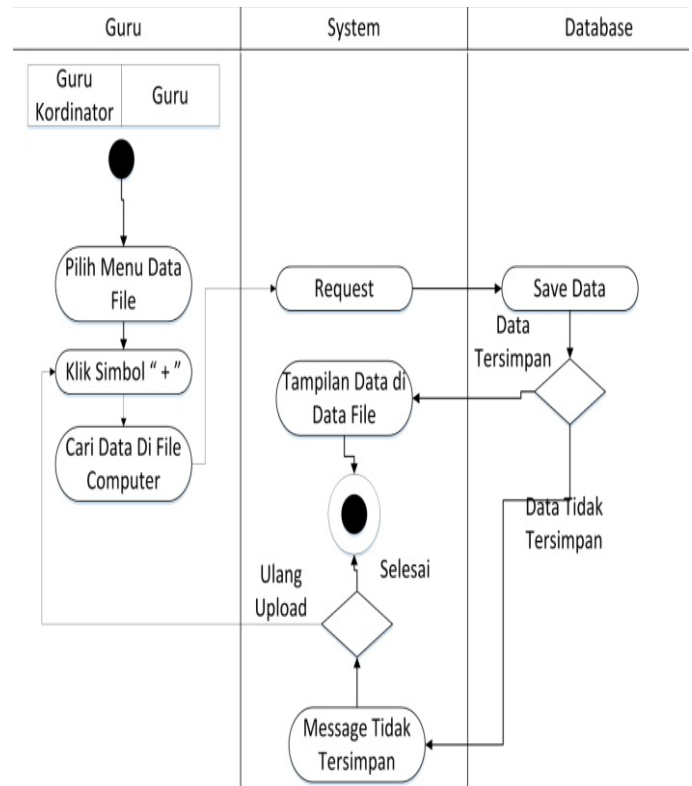 Guru
System
Database
Guru
Kordinator
Guru
Pilih Menu Data
File
Request
Save Data
Data
Tersimpan
Klik Simbol “ + ”
Tampilan Data di
Data File
Cari Data Di File
Computer
Data Tidak
Tersimpan
Ulang
Upload
Selesai
Message Tidak
Tersimpan